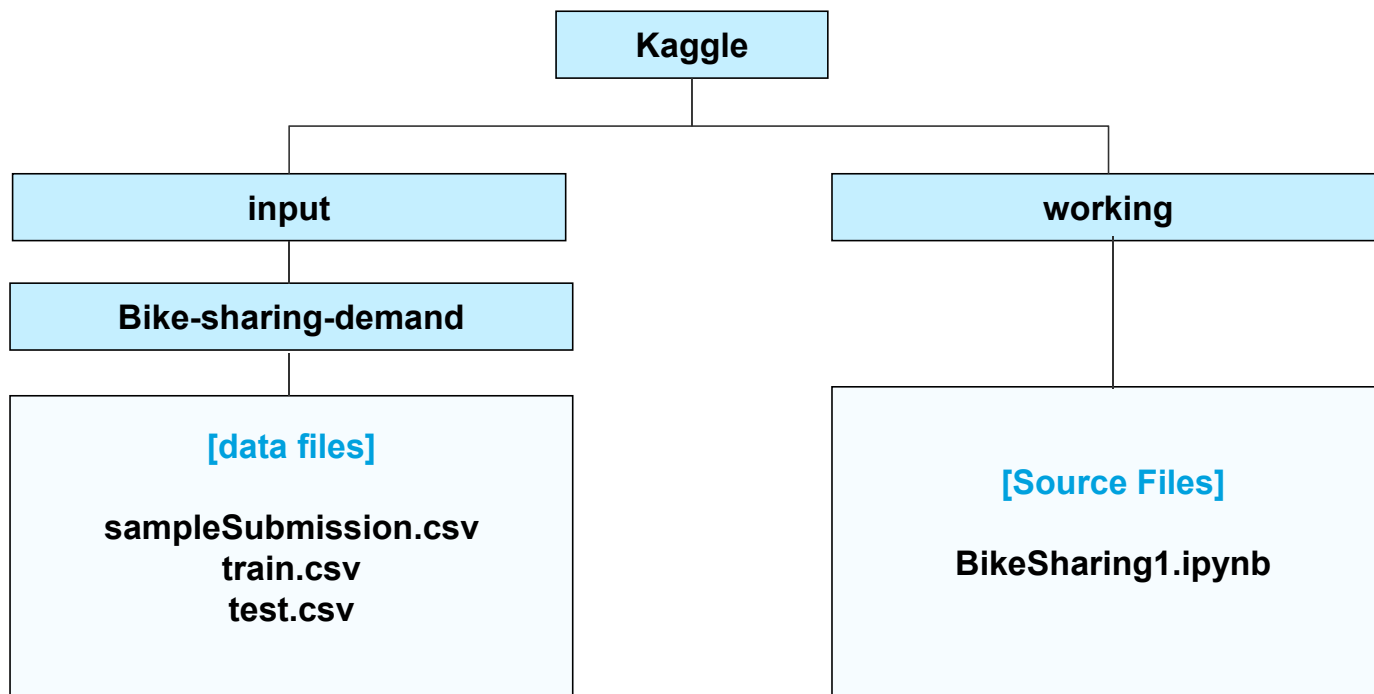 Kaggle
input
working
Bike-sharing-demand
[data files]
sampleSubmission.csv
train.csv
test.csv
[Source Files]
BikeSharing1.ipynb